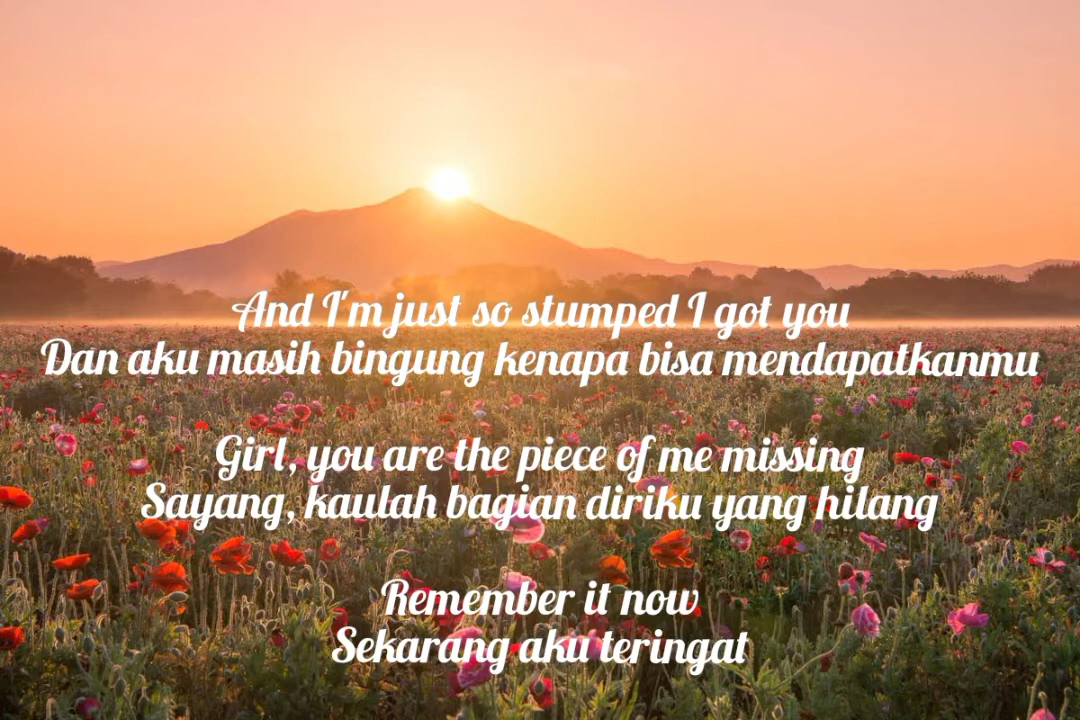 And I'm just so stumped I got you
Dan aku masih bingung kenapa bisa mendapatkanmu
Girl, you are the piece of me missing
Sayang, kaulah bagian diriku yang hilang
Remember it now
Sekarang aku teringat